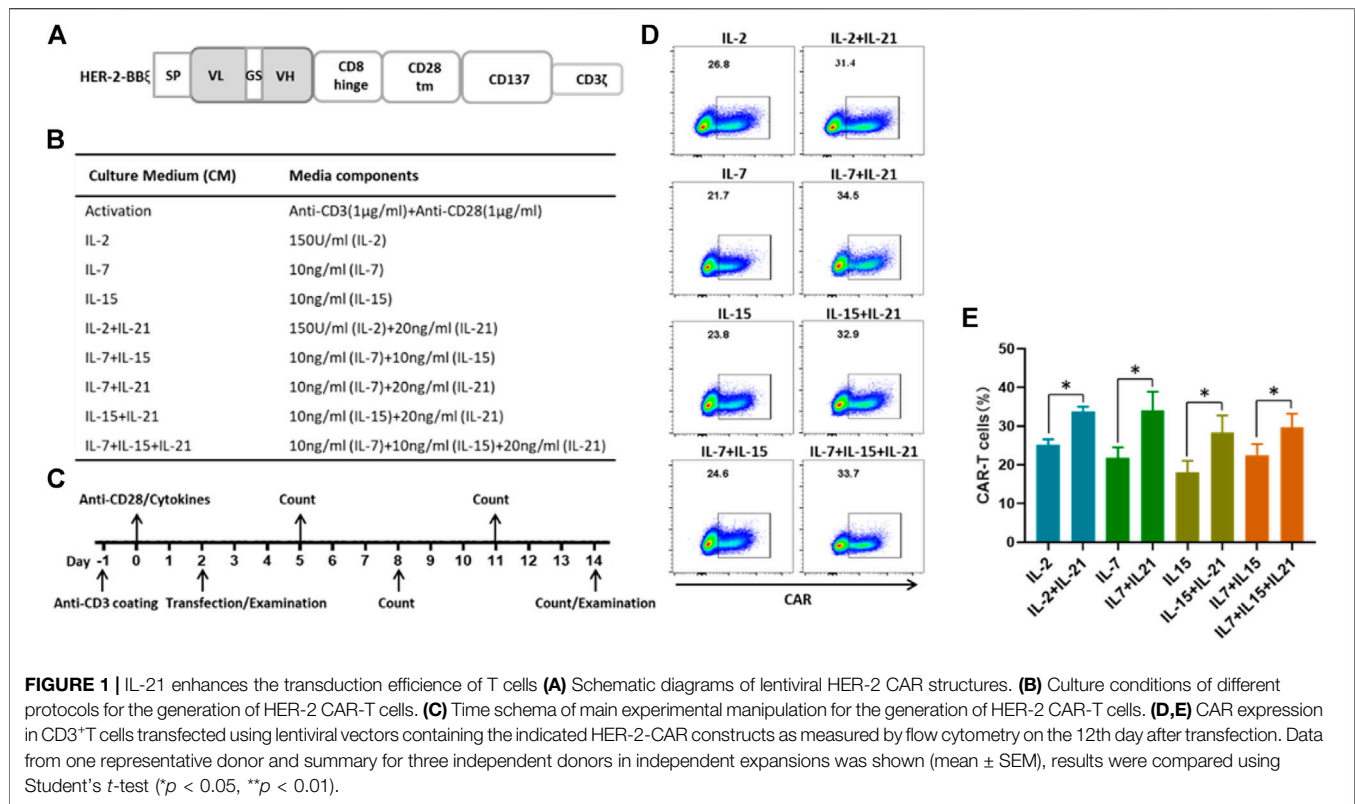 A
HER-2-BBξ SP VL GS VH CD8 hinge CD28 tm CD137 CD3ζ
B
Culture Medium (CM) Media components
Activation Anti-CD3(1μg/ml)+Anti-CD28(1μg/ml)
IL-2 150U/ml (IL-2)
IL-7 10ng/ml (IL-7)
IL-15 10ng/ml (IL-15)
IL-2+IL-21 150U/ml (IL-2)+20ng/ml (IL-21)
IL-7+IL-15 10ng/ml (IL-7)+10ng/ml (IL-15)
IL-7+IL-21 10ng/ml (IL-7)+20ng/ml (IL-21)
IL-15+IL-21 10ng/ml (IL-15)+20ng/ml (IL-21)
IL-7+IL-15+IL-21 10ng/ml (IL-7)+10ng/ml (IL-15)+20ng/ml (IL-21)
C
Anti-CD28/Cytokines Count Count
Day -1 0 1 2 3 4 5 6 7 8 9 10 11 12 13 14
Anti-CD3 coating Transfection/Examination Count Count/Examination
D
IL-2 IL-2+IL-21
26.8 31.4
IL-7 IL-7+IL-21
21.7 34.5
IL-15 IL-15+IL-21
23.8 32.9
IL-7+IL-15 IL-7+IL-15+IL-21
24.6 33.7
CAR
E
CAR-T cells(%)
50
40
30
20
10
0
* * * *
IL-2 IL-2+IL-21 IL-7 IL7+IL21 IL15 IL-15+IL-21 IL7+IL15 IL7+IL15+IL21
FIGURE 1 | IL-21 enhances the transduction efficience of T cells (A) Schematic diagrams of lentiviral HER-2 CAR structures. (B) Culture conditions of different
protocols for the generation of HER-2 CAR-T cells. (C) Time schema of main experimental manipulation for the generation of HER-2 CAR-T cells. (D,E) CAR expression
in CD3⁺T cells transfected using lentiviral vectors containing the indicated HER-2-CAR constructs as measured by flow cytometry on the 12th day after transfection. Data
from one representative donor and summary for three independent donors in independent expansions was shown (mean ± SEM), results were compared using
Student's t-test (*p < 0.05, **p < 0.01).